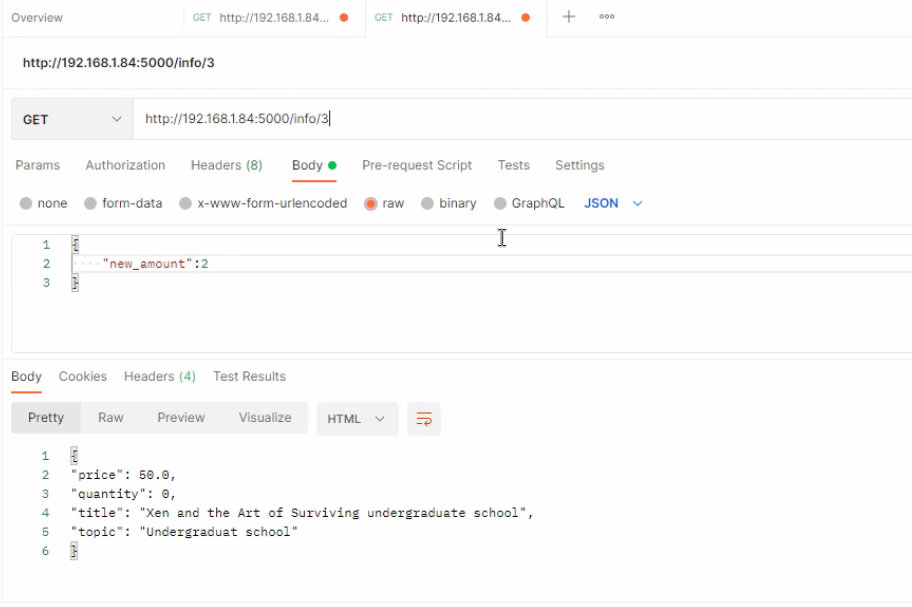 Overview GET http://192.168.1.84... GET http://192.168.1.84...
http://192.168.1.84:5000/info/3
GET http://192.168.1.84:5000/info/3
Params Authorization Headers (8) Body Pre-request Script Tests Settings
none form-data x-www-form-urlencoded raw binary GraphQL JSON
1 {
2 "new_amount":2
3 }
Body Cookies Headers (4) Test Results
Pretty Raw Preview Visualize HTML
1 {
2 "price": 50.0,
3 "quantity": 0,
4 "title": "Xen and the Art of Surviving undergraduate school",
5 "topic": "Undergraduat school"
6 }